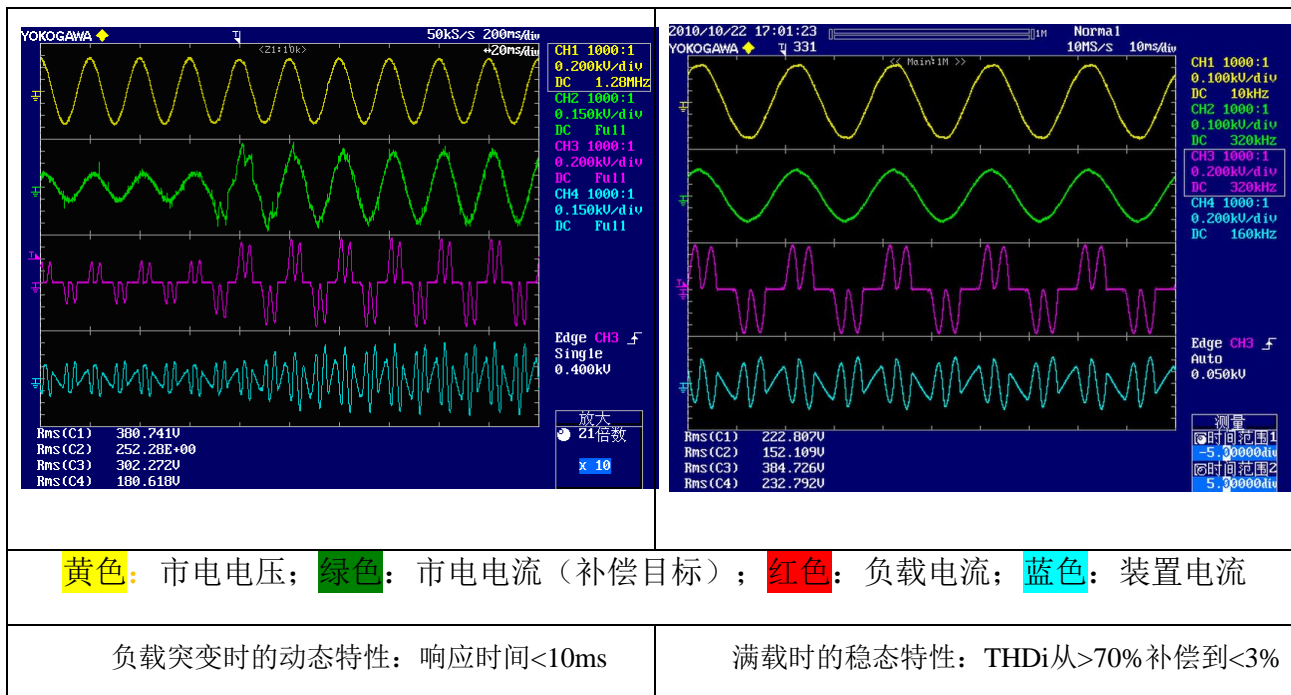 YOKOGAWA 50kS/s 200ms/div
<Z1:10k> 20ms/div
CH1 1000:1
0.200kV/div
DC 1.28MHz
CH2 1000:1
0.150kV/div
DC Full
CH3 1000:1
0.200kV/div
DC Full
CH4 1000:1
0.150kV/div
DC Full
Edge CH3
Single
0.400kV
放大
Z1倍数
x 10
Rms(C1) 380.741V
Rms(C2) 252.28E+00
Rms(C3) 302.272V
Rms(C4) 180.618V
2010/10/22 17:01:23 1M Normal
YOKOGAWA 331 10MS/s 10ms/div
<< Main:1M >>
CH1 1000:1
0.100kV/div
DC 10kHz
CH2 1000:1
0.100kV/div
DC 320kHz
CH3 1000:1
0.200kV/div
DC 320kHz
CH4 1000:1
0.200kV/div
DC 160kHz
Edge CH3
Auto
0.050kV
测量
时间范围1
-5.00000div
时间范围2
5.00000div
Rms(C1) 222.807V
Rms(C2) 152.109V
Rms(C3) 384.726V
Rms(C4) 232.792V
黄色：市电电压；绿色：市电电流（补偿目标）；红色：负载电流；蓝色：装置电流
负载突变时的动态特性：响应时间<10ms
满载时的稳态特性：THDi从>70%补偿到<3%